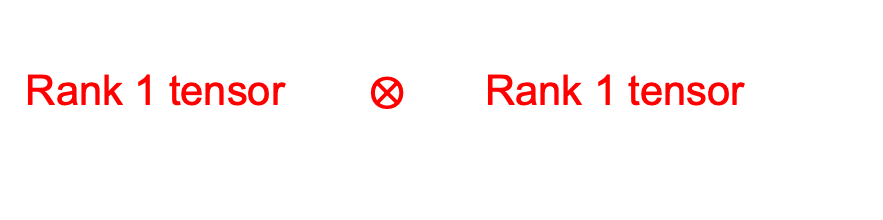 Rank 1 tensor ⊗ Rank 1 tensor